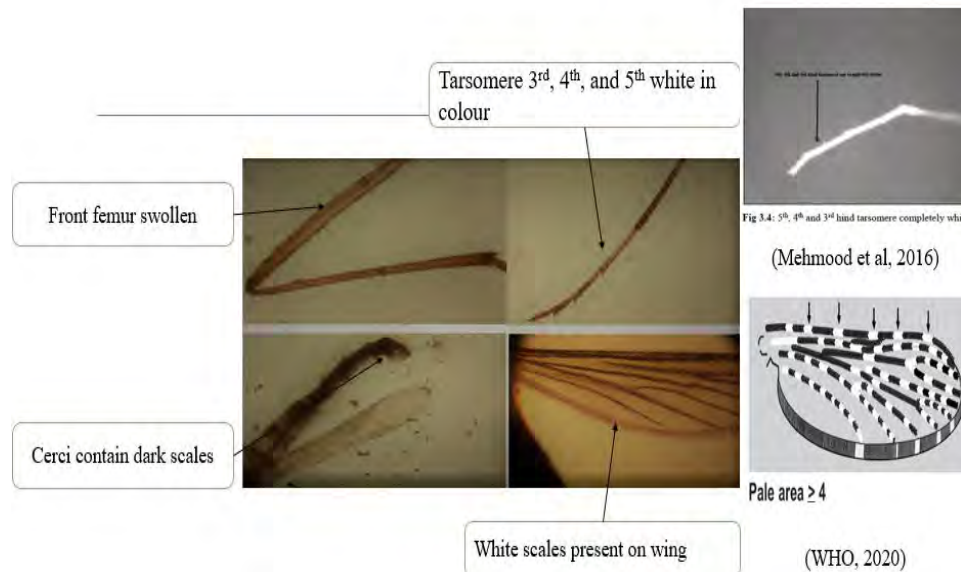 Tarsomere 3rd, 4th, and 5th white in
colour
Front femur swollen
Fig 3.4: 5th, 4th and 3rd hind tarsomere completely whi
(Mehmood et al, 2016)
Cerci contain dark scales
Pale area ≥ 4
White scales present on wing
(WHO, 2020)